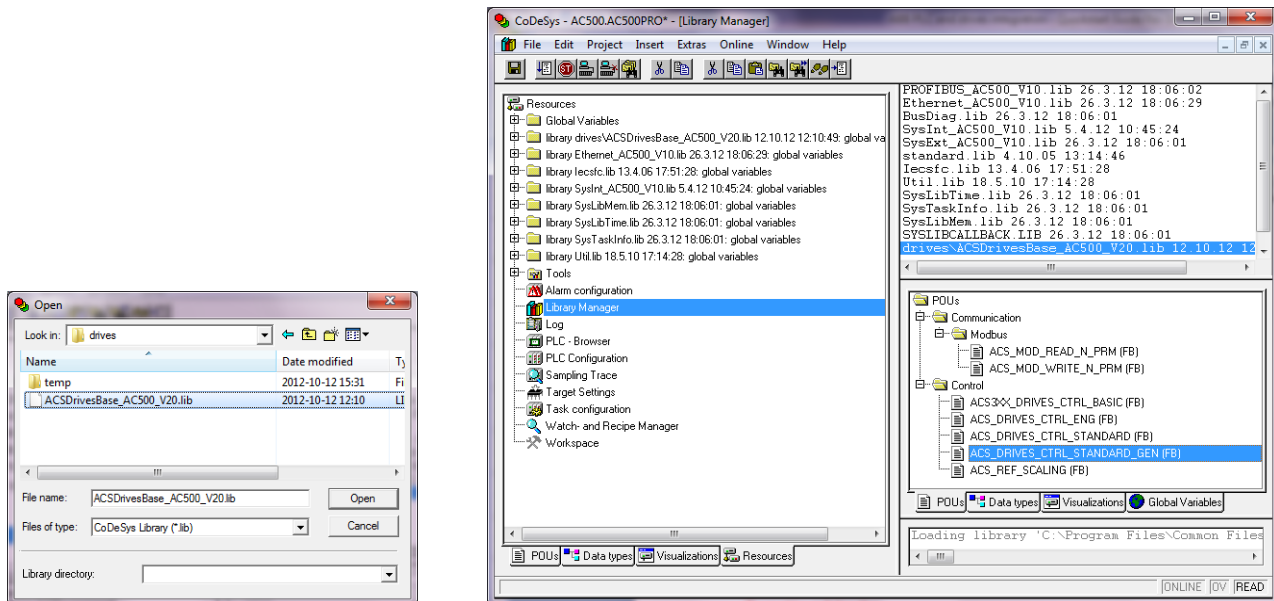 Open
Look in: drives
Name Date modified Ty
temp 2012-10-12 15:31 Fi
ACSDrivesBase_AC500_V20.lib 2012-10-12 12:10 LI
File name: ACSDrivesBase_AC500_V20.lib Open
Files of type: CoDeSys Library (*.lib) Cancel
Library directory:
CoDeSys - AC500.AC500PRO* - [Library Manager]
File Edit Project Insert Extras Online Window Help
Resources
Global Variables
library drives\ACSDrivesBase_AC500_V20.lib 12.10.12 12:10:49: global va
library Ethernet_AC500_V10.lib 26.3.12 18:06:29: global variables
library Iecsfc.lib 13.4.06 17:51:28: global variables
library SysInt_AC500_V10.lib 5.4.12 10:45:24: global variables
library SysLibMem.lib 26.3.12 18:06:01: global variables
library SysLibTime.lib 26.3.12 18:06:01: global variables
library SysTaskInfo.lib 26.3.12 18:06:01: global variables
library Util.lib 18.5.10 17:14:28: global variables
Tools
Alarm configuration
Library Manager
Log
PLC - Browser
PLC Configuration
Sampling Trace
Target Settings
Task configuration
Watch- and Recipe Manager
Workspace
POUs Data types Visualizations Resources
PROFIBUS_AC500_V10.lib 26.3.12 18:06:02
Ethernet_AC500_V10.lib 26.3.12 18:06:29
BusDiag.lib 26.3.12 18:06:01
SysInt_AC500_V10.lib 5.4.12 10:45:24
SysExt_AC500_V10.lib 26.3.12 18:06:01
standard.lib 4.10.05 13:14:46
Iecsfc.lib 13.4.06 17:51:28
Util.lib 18.5.10 17:14:28
SysLibTime.lib 26.3.12 18:06:01
SysTaskInfo.lib 26.3.12 18:06:01
SysLibMem.lib 26.3.12 18:06:01
SYSLIBCALLBACK.LIB 26.3.12 18:06:01
drives\ACSDrivesBase_AC500_V20.lib 12.10.12 12
POUs
Communication
Modbus
ACS_MOD_READ_N_PRM (FB)
ACS_MOD_WRITE_N_PRM (FB)
Control
ACS3XX_DRIVES_CTRL_BASIC (FB)
ACS_DRIVES_CTRL_ENG (FB)
ACS_DRIVES_CTRL_STANDARD (FB)
ACS_DRIVES_CTRL_STANDARD_GEN (FB)
ACS_REF_SCALING (FB)
POUs Data types Visualizations Global Variables
Loading library 'C:\Program Files\Common Files
ONLINE OV READ